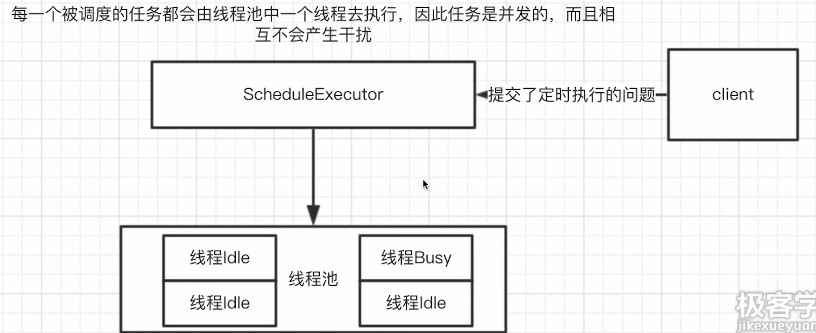 每一个被调度的任务都会由线程池中一个线程去执行，因此任务是并发的，而且相
互不会产生干扰
ScheduleExecutor
提交了定时执行的问题
client
线程Idle
线程Busy
线程池
线程Idle
线程Idle
极客学
jikexueyuan